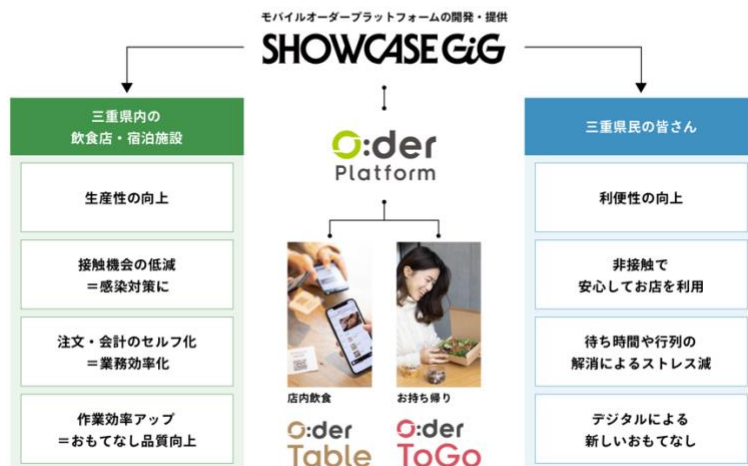 モバイルオーダープラットフォームの開発・提供
SHOWCASE GiG
三重県内の
飲食店・宿泊施設
生産性の向上
接触機会の低減
＝感染対策に
注文・会計のセルフ化
＝業務効率化
作業効率アップ
＝おもてなし品質向上
O:der
Platform
店内飲食
O:der
Table
お持ち帰り
O:der
ToGo
三重県民の皆さん
利便性の向上
非接触で
安心してお店を利用
待ち時間や行列の
解消によるストレス減
デジタルによる
新しいおもてなし